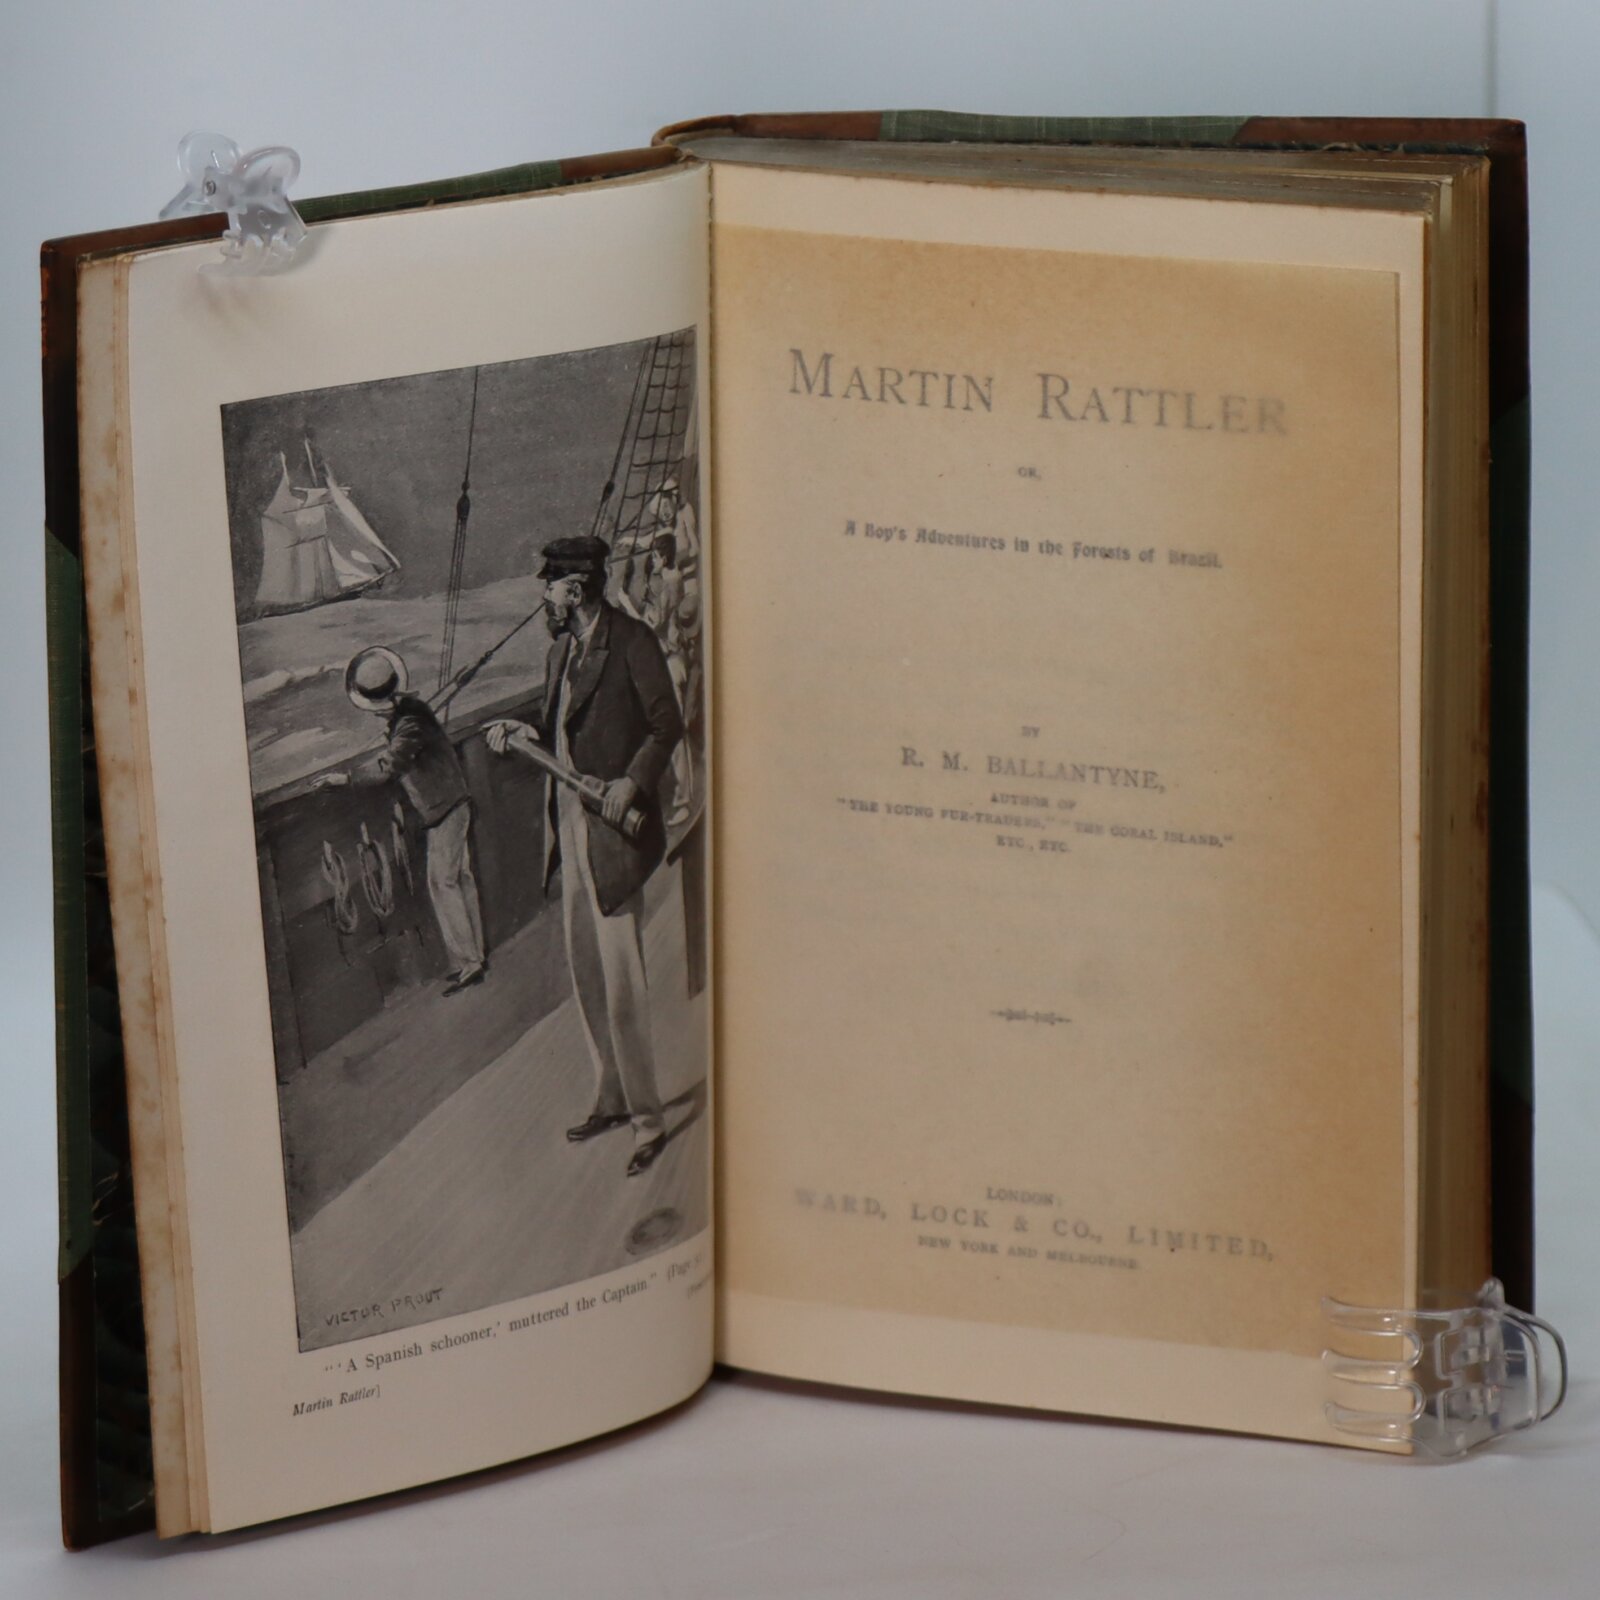 VICTOR PROUT
"'A Spanish schooner,' muttered the Captain." (Page
Martin Rattler]
MARTIN RATTLER
OR,
A Boy's Adventures in the Forests of Brazil.
BY
R. M. BALLANTYNE,
AUTHOR OF
"THE YOUNG FUR-TRADERS," "THE CORAL ISLAND,"
ETC., ETC.
LONDON:
WARD, LOCK & CO., LIMITED,
NEW YORK AND MELBOURNE.